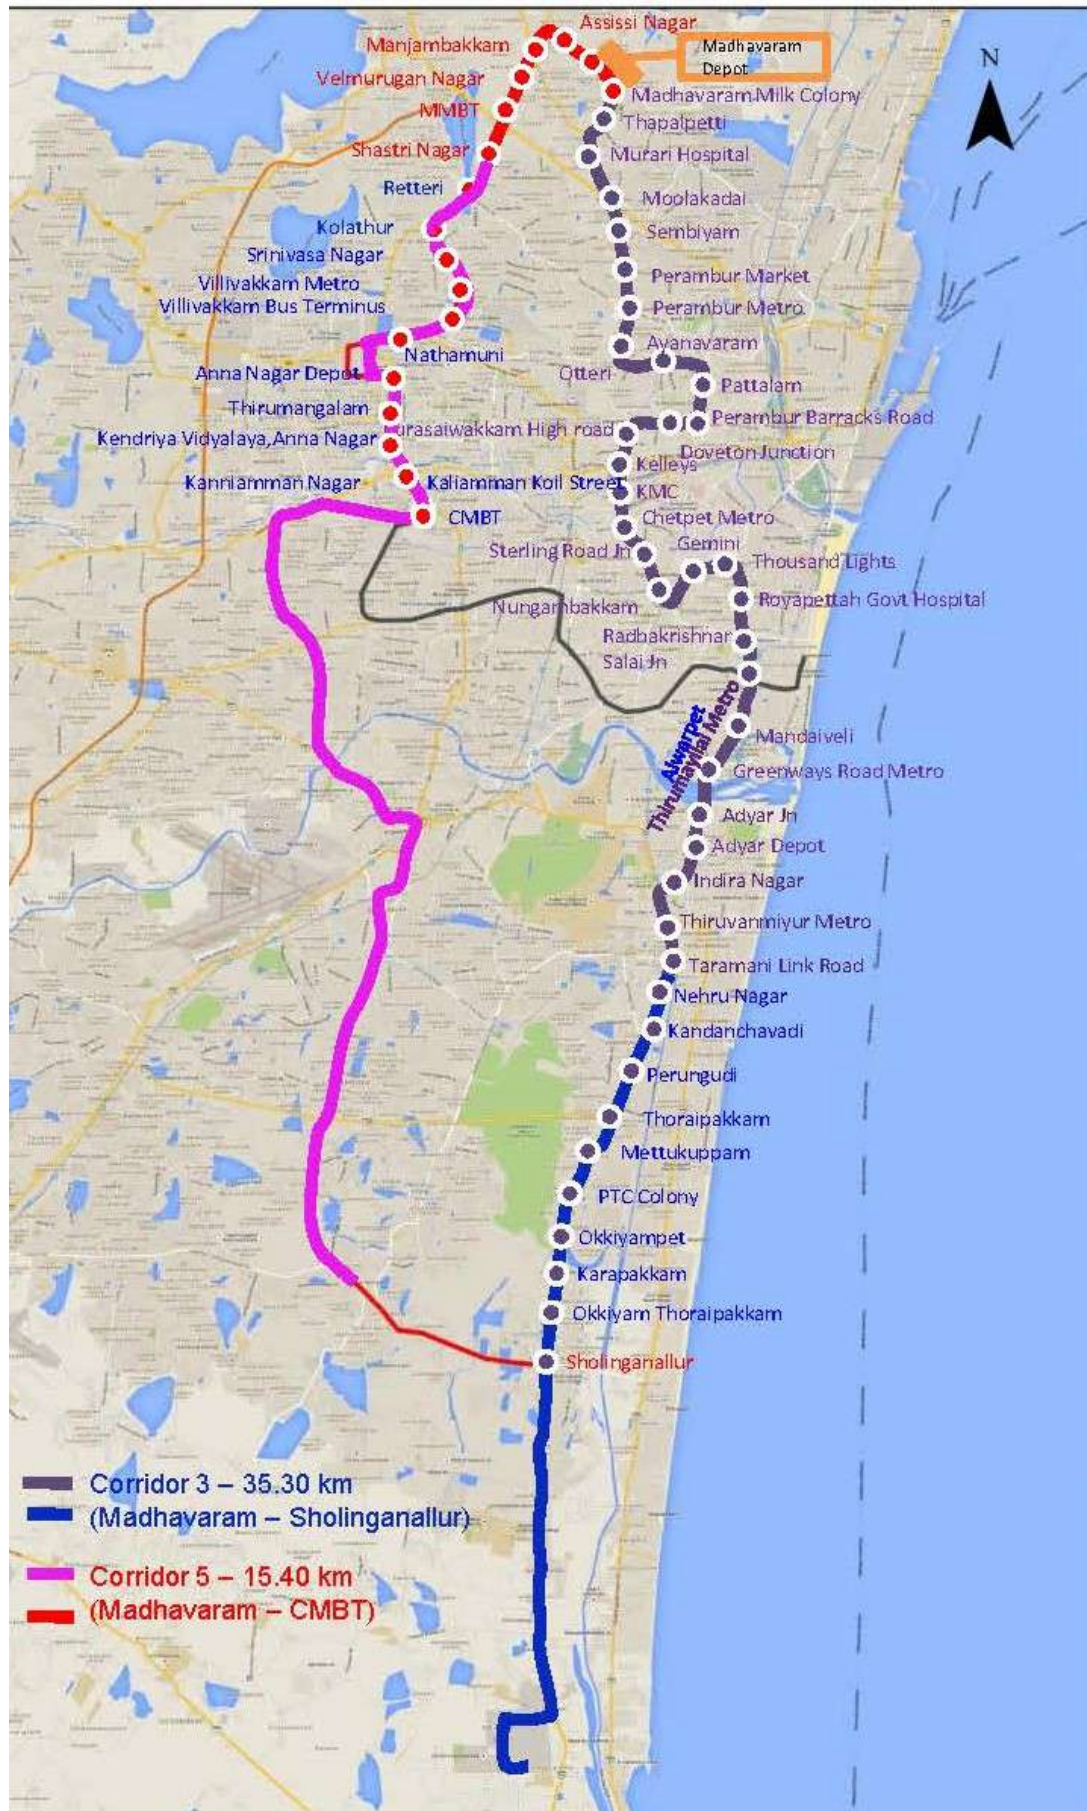 Assissi Nagar
Manjambakkam
Madhavaram
Depot
N
Velmurugan Nagar
Madhavaram Milk Colony
MMBT
Thapalpetti
Shastri Nagar
Murari Hospital
Retteri
Moolakadai
Kolathur
Sembiyam
Srinivasa Nagar
Perambur Market
Villivakkam Metro
Villivakkam Bus Terminus
Perambur Metro
Ayanavaram
Nathamuni
Anna Nagar Depot
Otteri
Pattalam
Thirumangalam
Perambur Barracks Road
urasaiwakkam High road
Kendriya Vidyalaya,Anna Nagar
Doveton Junction
Kelleys
Kanniamman Nagar
Kaliamman Koil Street
KMC
CMBT
Chetpet Metro
Gemini
Sterling Road Jn
Thousand Lights
Nungambakkam
Royapettah Govt Hospital
Radbakrishnar
Salai Jn
Alwarpet
Thirumayilai Metro
Mandaiveli
Greenways Road Metro
Adyar Jn
Adyar Depot
Indira Nagar
Thiruvanmiyur Metro
Taramani Link Road
Nehru Nagar
Kandanchavadi
Perungudi
Thoraipakkam
Mettukuppam
PTC Colony
Okkiyampet
Karapakkam
Okkiyam Thoraipakkam
Sholinganallur
Corridor 3 – 35.30 km
(Madhavaram – Sholinganallur)
Corridor 5 – 15.40 km
(Madhavaram – CMBT)